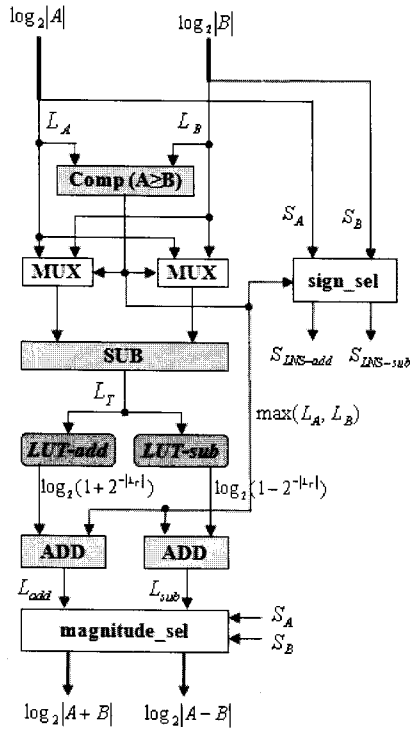 log₂|A| log₂|B|
L_A L_B
Comp (A≥B)
S_A S_B
MUX MUX sign_sel
S_LNS-add S_LNS-sub
SUB
L_T
max(L_A, L_B)
LUT-add LUT-sub
log₂(1+2^-|L_T|) log₂(1-2^-|L_T|)
ADD ADD
L_add L_sub
magnitude_sel S_A
S_B
log₂|A+B| log₂|A-B|